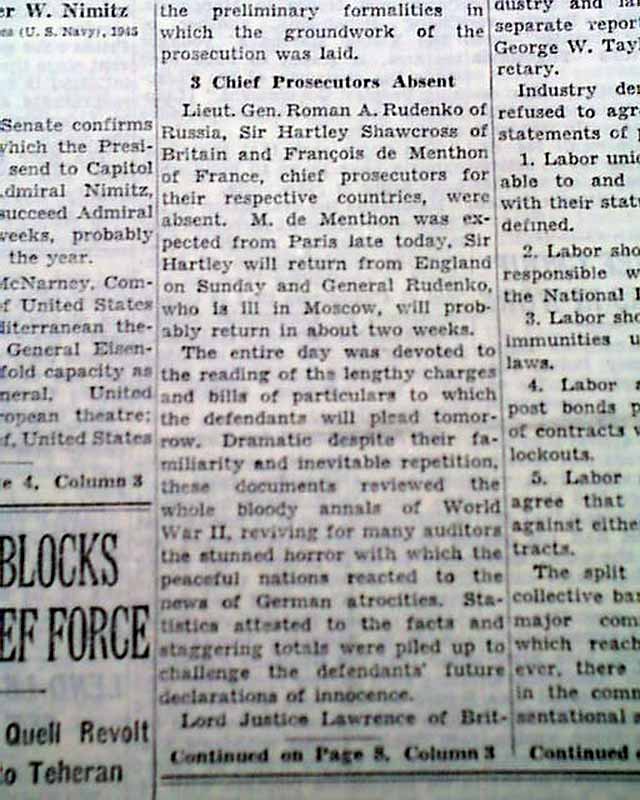 er W. Nimitz
(U. S. Navy), 1945
Senate confirms
which the Presi-
send to Capitol
Admiral Nimitz,
succeed Admiral
weeks, probably
the year.
McNarney, Com-
of United States
diterranean the-
General Eisen-
fold capacity as
neral, United
ropean theatre;
ef, United States
e 4, Column 3
BLOCKS
EF FORCE
Quell Revolt
to Teheran
the preliminary formalities in
which the groundwork of the
prosecution was laid.
3 Chief Prosecutors Absent
Lieut. Gen. Roman A. Rudenko of
Russia, Sir Hartley Shawcross of
Britain and François de Menthon
of France, chief prosecutors for
their respective countries, were
absent. M. de Menthon was ex-
pected from Paris late today, Sir
Hartley will return from England
on Sunday and General Rudenko,
who is ill in Moscow, will prob-
ably return in about two weeks.
The entire day was devoted to
the reading of the lengthy charges
and bills of particulars to which
the defendants will plead tomor-
row. Dramatic despite their fa-
miliarity and inevitable repetition,
these documents reviewed the
whole bloody annals of World
War II, reviving for many auditors
the stunned horror with which the
peaceful nations reacted to the
news of German atrocities. Sta-
tistics attested to the facts and
staggering totals were piled up to
challenge the defendants' future
declarations of innocence.
Lord Justice Lawrence of Brit-
Continued on Page 8, Column 3
dustry and la
separate repor
George W. Tay
retary.
Industry de
refused to agr
statements of p
1. Labor unio
able to and
with their statu
defined.
2. Labor sho
responsible w
the National L
3. Labor sho
immunities u
laws.
4. Labor s
post bonds p
of contracts w
lockouts.
5. Labor
agree that
against eithe
tracts.
The split
collective bar
major com
which reach
ever, there
in the comm
sentational
Continued o